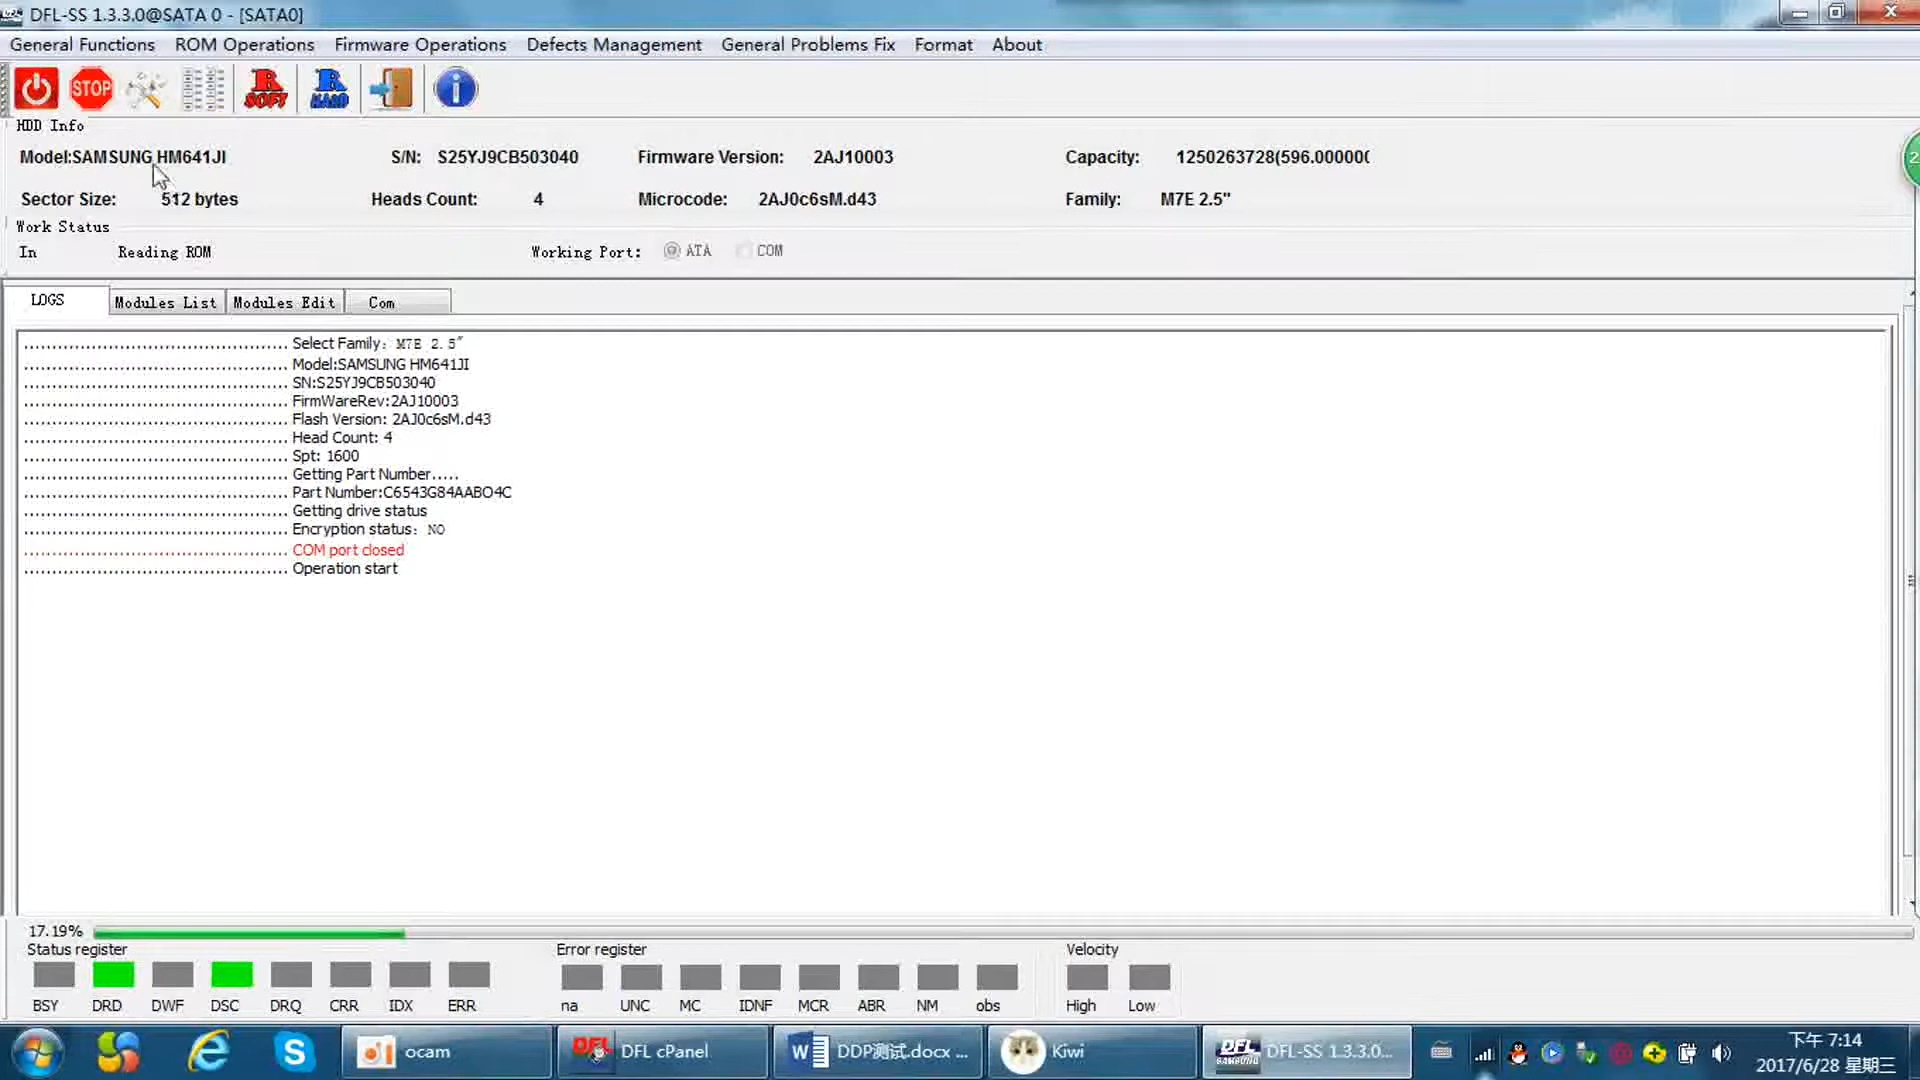 DFL-SS 1.3.3.0@SATA 0 - [SATA0]
General Functions ROM Operations Firmware Operations Defects Management General Problems Fix Format About
STOP R SOFT R HARD
HDD Info
Model:SAMSUNG HM641JI S/N: S25YJ9CB503040 Firmware Version: 2AJ10003 Capacity: 1250263728(596.000000
Sector Size: 512 bytes Heads Count: 4 Microcode: 2AJ0c6sM.d43 Family: M7E 2.5"
Work Status
In Reading ROM Working Port: ATA COM
LOGS Modules List Modules Edit Com
............................................... Select Family: M7E 2.5"
............................................... Model:SAMSUNG HM641JI
............................................... SN:S25YJ9CB503040
............................................... FirmWareRev:2AJ10003
............................................... Flash Version: 2AJ0c6sM.d43
............................................... Head Count: 4
............................................... Spt: 1600
............................................... Getting Part Number.....
............................................... Part Number:C6543G84AABO4C
............................................... Getting drive status
............................................... Encryption status: NO
............................................... COM port closed
............................................... Operation start
17.19%
Status register Error register Velocity
BSY DRD DWF DSC DRQ CRR IDX ERR na UNC MC IDNF MCR ABR NM obs High Low
ocam DFL cPanel DDP测试.docx ... Kiwi DFL-SS 1.3.3.0...
下午 7:14
2017/6/28 星期三